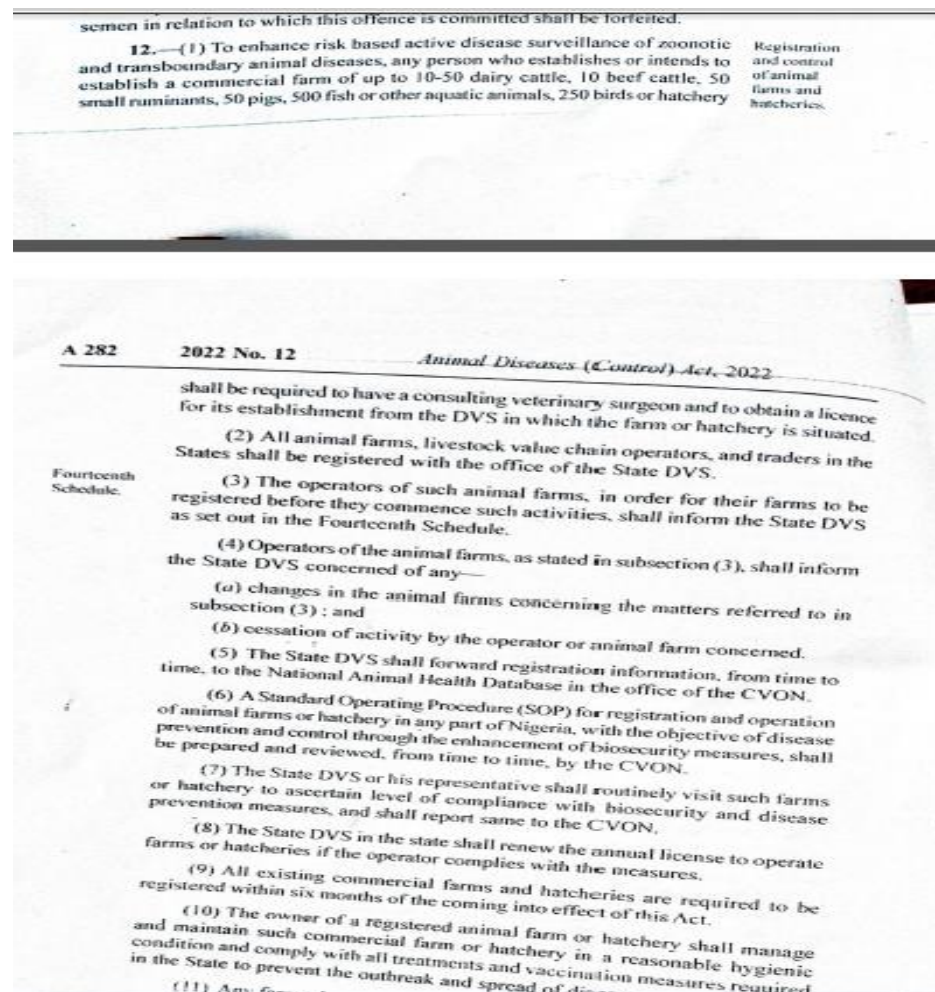 semen in relation to which this offence is committed shall be forfeited.
12.—(1) To enhance risk based active disease surveillance of zoonotic
and transboundary animal diseases, any person who establishes or intends to
establish a commercial farm of up to 10-50 dairy cattle, 10 beef cattle, 50
small ruminants, 50 pigs, 500 fish or other aquatic animals, 250 birds or hatchery
Registration
and control
of animal
farms and
hatcheries.
A 282 2022 No. 12 Animal Diseases (Control) Act, 2022
shall be required to have a consulting veterinary surgeon and to obtain a licence
for its establishment from the DVS in which the farm or hatchery is situated.
(2) All animal farms, livestock value chain operators, and traders in the
States shall be registered with the office of the State DVS.
Fourteenth
Schedule.
(3) The operators of such animal farms, in order for their farms to be
registered before they commence such activities, shall inform the State DVS
as set out in the Fourteenth Schedule.
(4) Operators of the animal farms, as stated in subsection (3), shall inform
the State DVS concerned of any—
(a) changes in the animal farms concerning the matters referred to in
subsection (3) ; and
(b) cessation of activity by the operator or animal farm concerned.
(5) The State DVS shall forward registration information, from time to
time, to the National Animal Health Database in the office of the CVON.
(6) A Standard Operating Procedure (SOP) for registration and operation
of animal farms or hatchery in any part of Nigeria, with the objective of disease
prevention and control through the enhancement of biosecurity measures, shall
be prepared and reviewed, from time to time, by the CVON.
(7) The State DVS or his representative shall routinely visit such farms
or hatchery to ascertain level of compliance with biosecurity and disease
prevention measures, and shall report same to the CVON.
(8) The State DVS in the state shall renew the annual license to operate
farms or hatcheries if the operator complies with the measures.
(9) All existing commercial farms and hatcheries are required to be
registered within six months of the coming into effect of this Act.
(10) The owner of a registered animal farm or hatchery shall manage
and maintain such commercial farm or hatchery in a reasonable hygienic
condition and comply with all treatments and vaccination measures required
in the State to prevent the outbreak and spread of
(11) Any